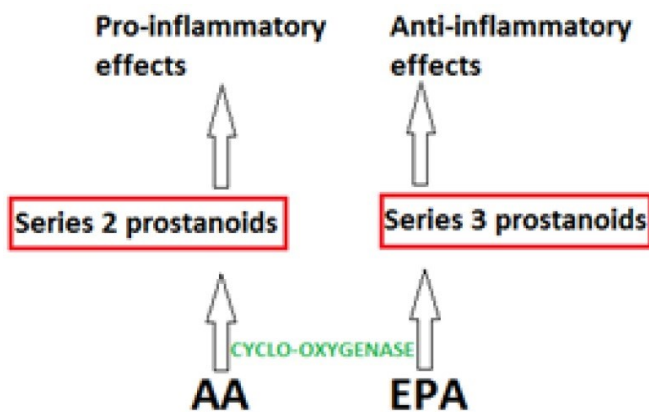 Pro-inflammatory
effects
Anti-inflammatory
effects
Series 2 prostanoids
Series 3 prostanoids
CYCLO-OXYGENASE
AA
EPA